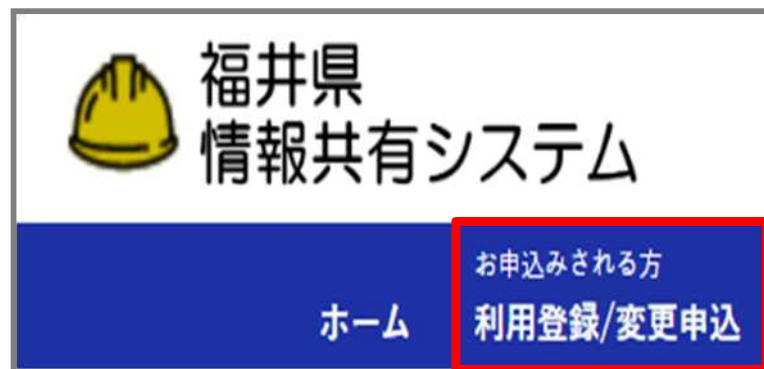 福井県
情報共有システム
お申込みされる方
ホーム
利用登録/変更申込